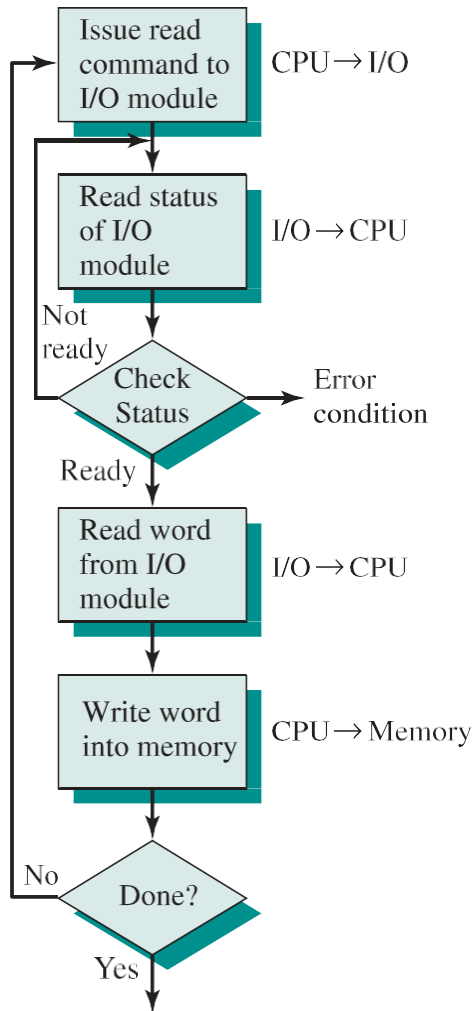 Issue read
command to
I/O module
CPU → I/O
Read status
of I/O
module
I/O → CPU
Not
ready
Check
Status
Error
condition
Ready
Read word
from I/O
module
I/O → CPU
Write word
into memory
CPU → Memory
No
Done?
Yes